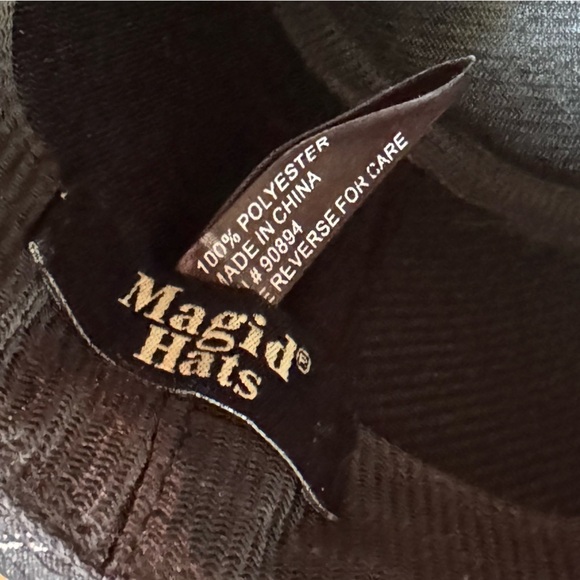 100% POLYESTER
MADE IN CHINA
# 90894
REVERSE FOR CARE
Magid®
Hats